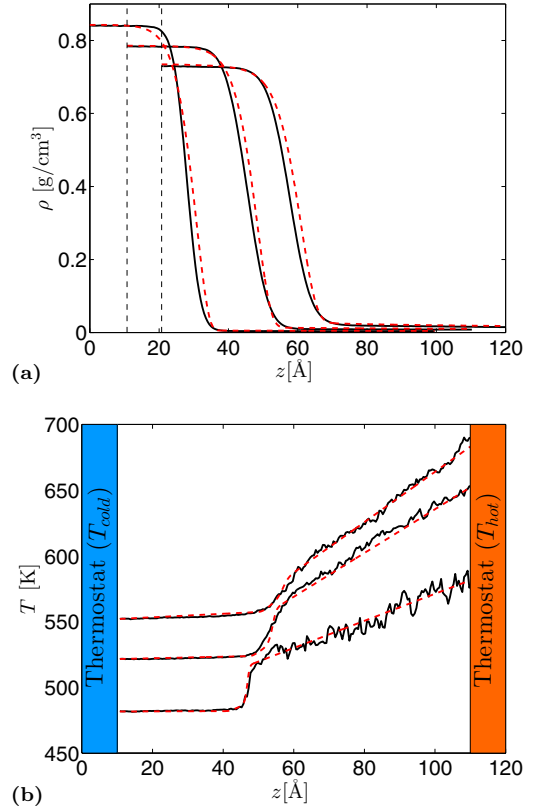 0.8
0.6
0.4
0.2
0
ρ [g/cm³]
0 20 40 60 80 100 120
z[Å]
(a)
700
650
600
550
500
450
T [K]
Thermostat (T_cold)
Thermostat (T_hot)
0 20 40 60 80 100 120
z[Å]
(b)